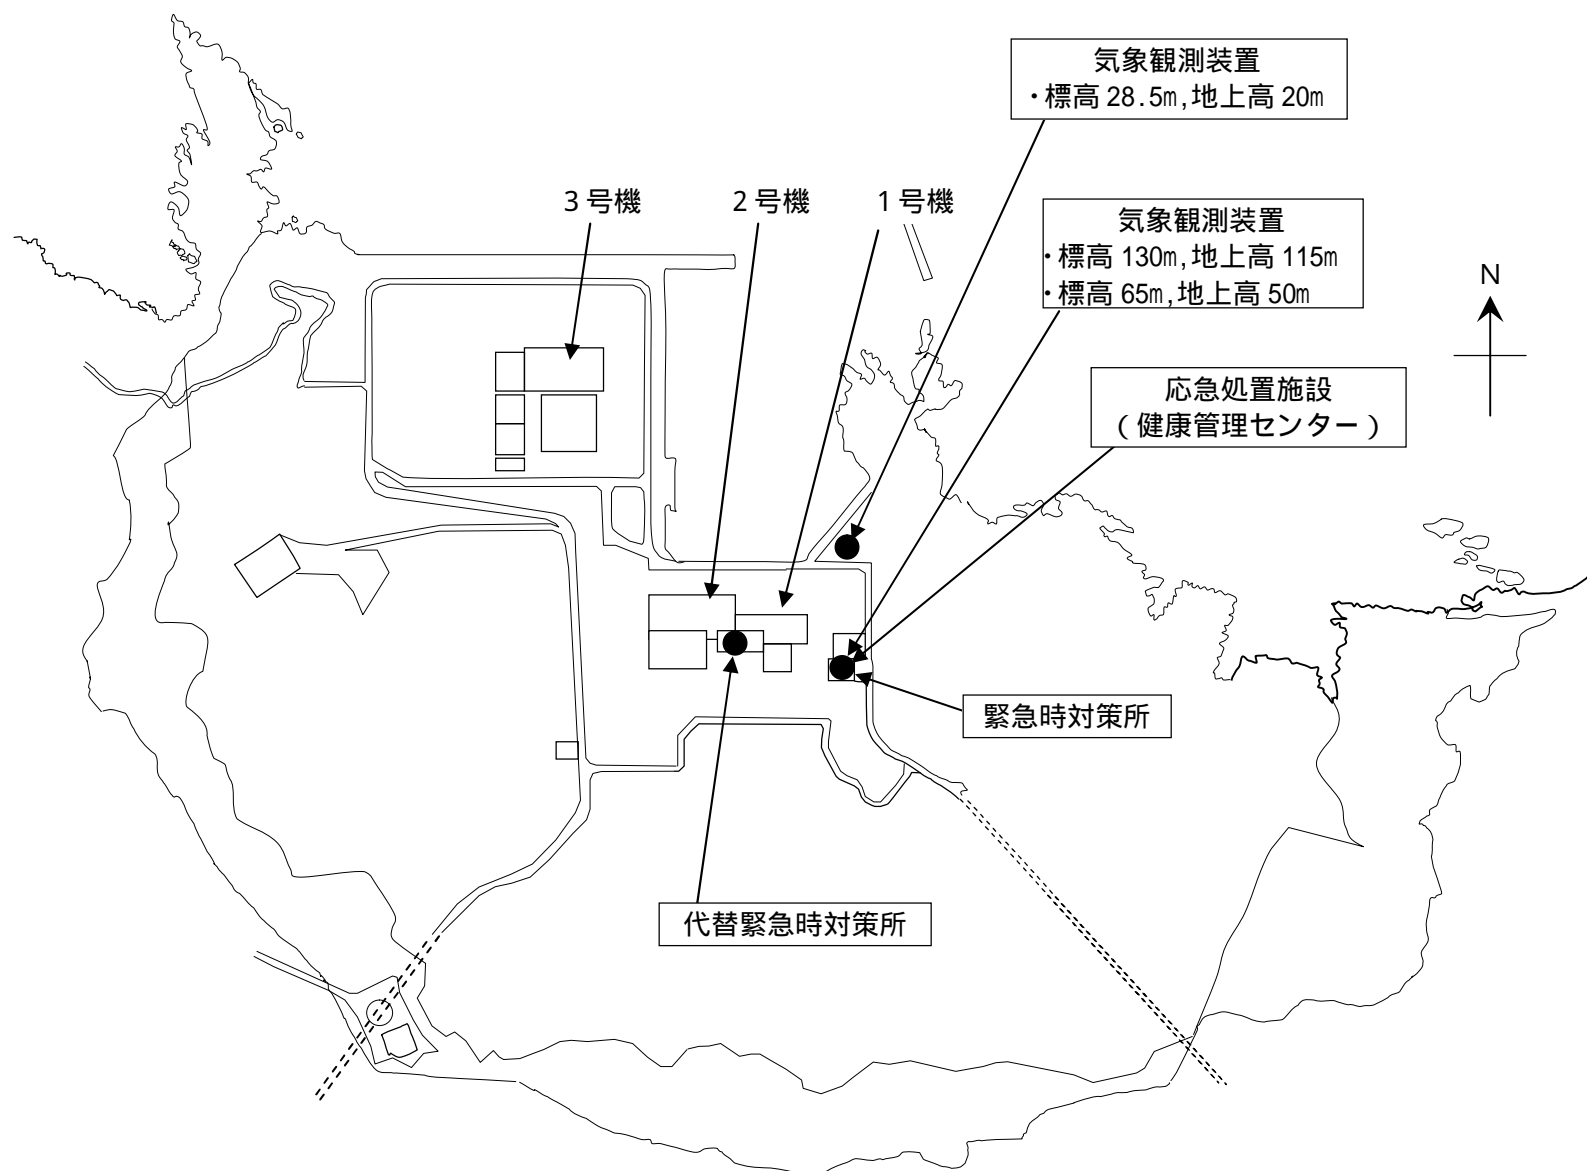 気象観測装置
・標高 28.5m,地上高 20m
3 号機
2 号機
1 号機
気象観測装置
・標高 130m,地上高 115m
・標高 65m,地上高 50m
N
応急処置施設
(健康管理センター)
緊急時対策所
代替緊急時対策所